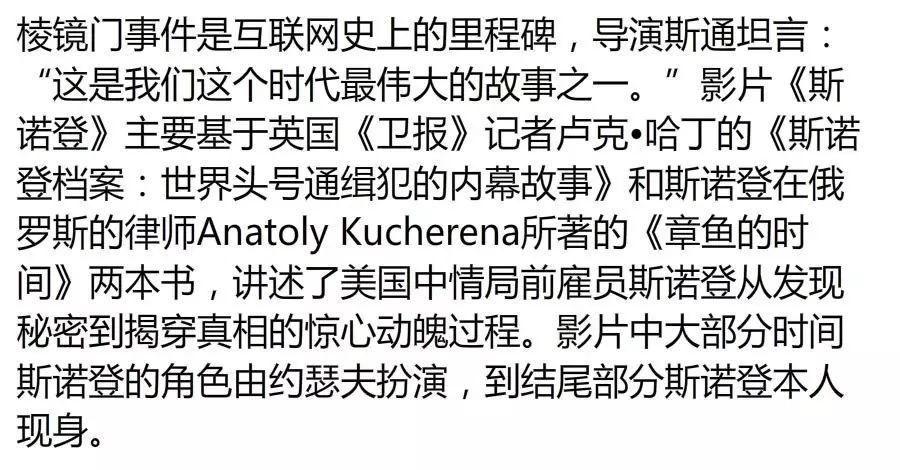 棱镜门事件是互联网史上的里程碑，导演斯通坦言：
“这是我们这个时代最伟大的故事之一。”影片《斯
诺登》主要基于英国《卫报》记者卢克•哈丁的《斯诺
登档案：世界头号通缉犯的内幕故事》和斯诺登在俄
罗斯的律师Anatoly Kucherena所著的《章鱼的时
间》两本书，讲述了美国中情局前雇员斯诺登从发现
秘密到揭穿真相的惊心动魄过程。影片中大部分时间
斯诺登的角色由约瑟夫扮演，到结尾部分斯诺登本人
现身。